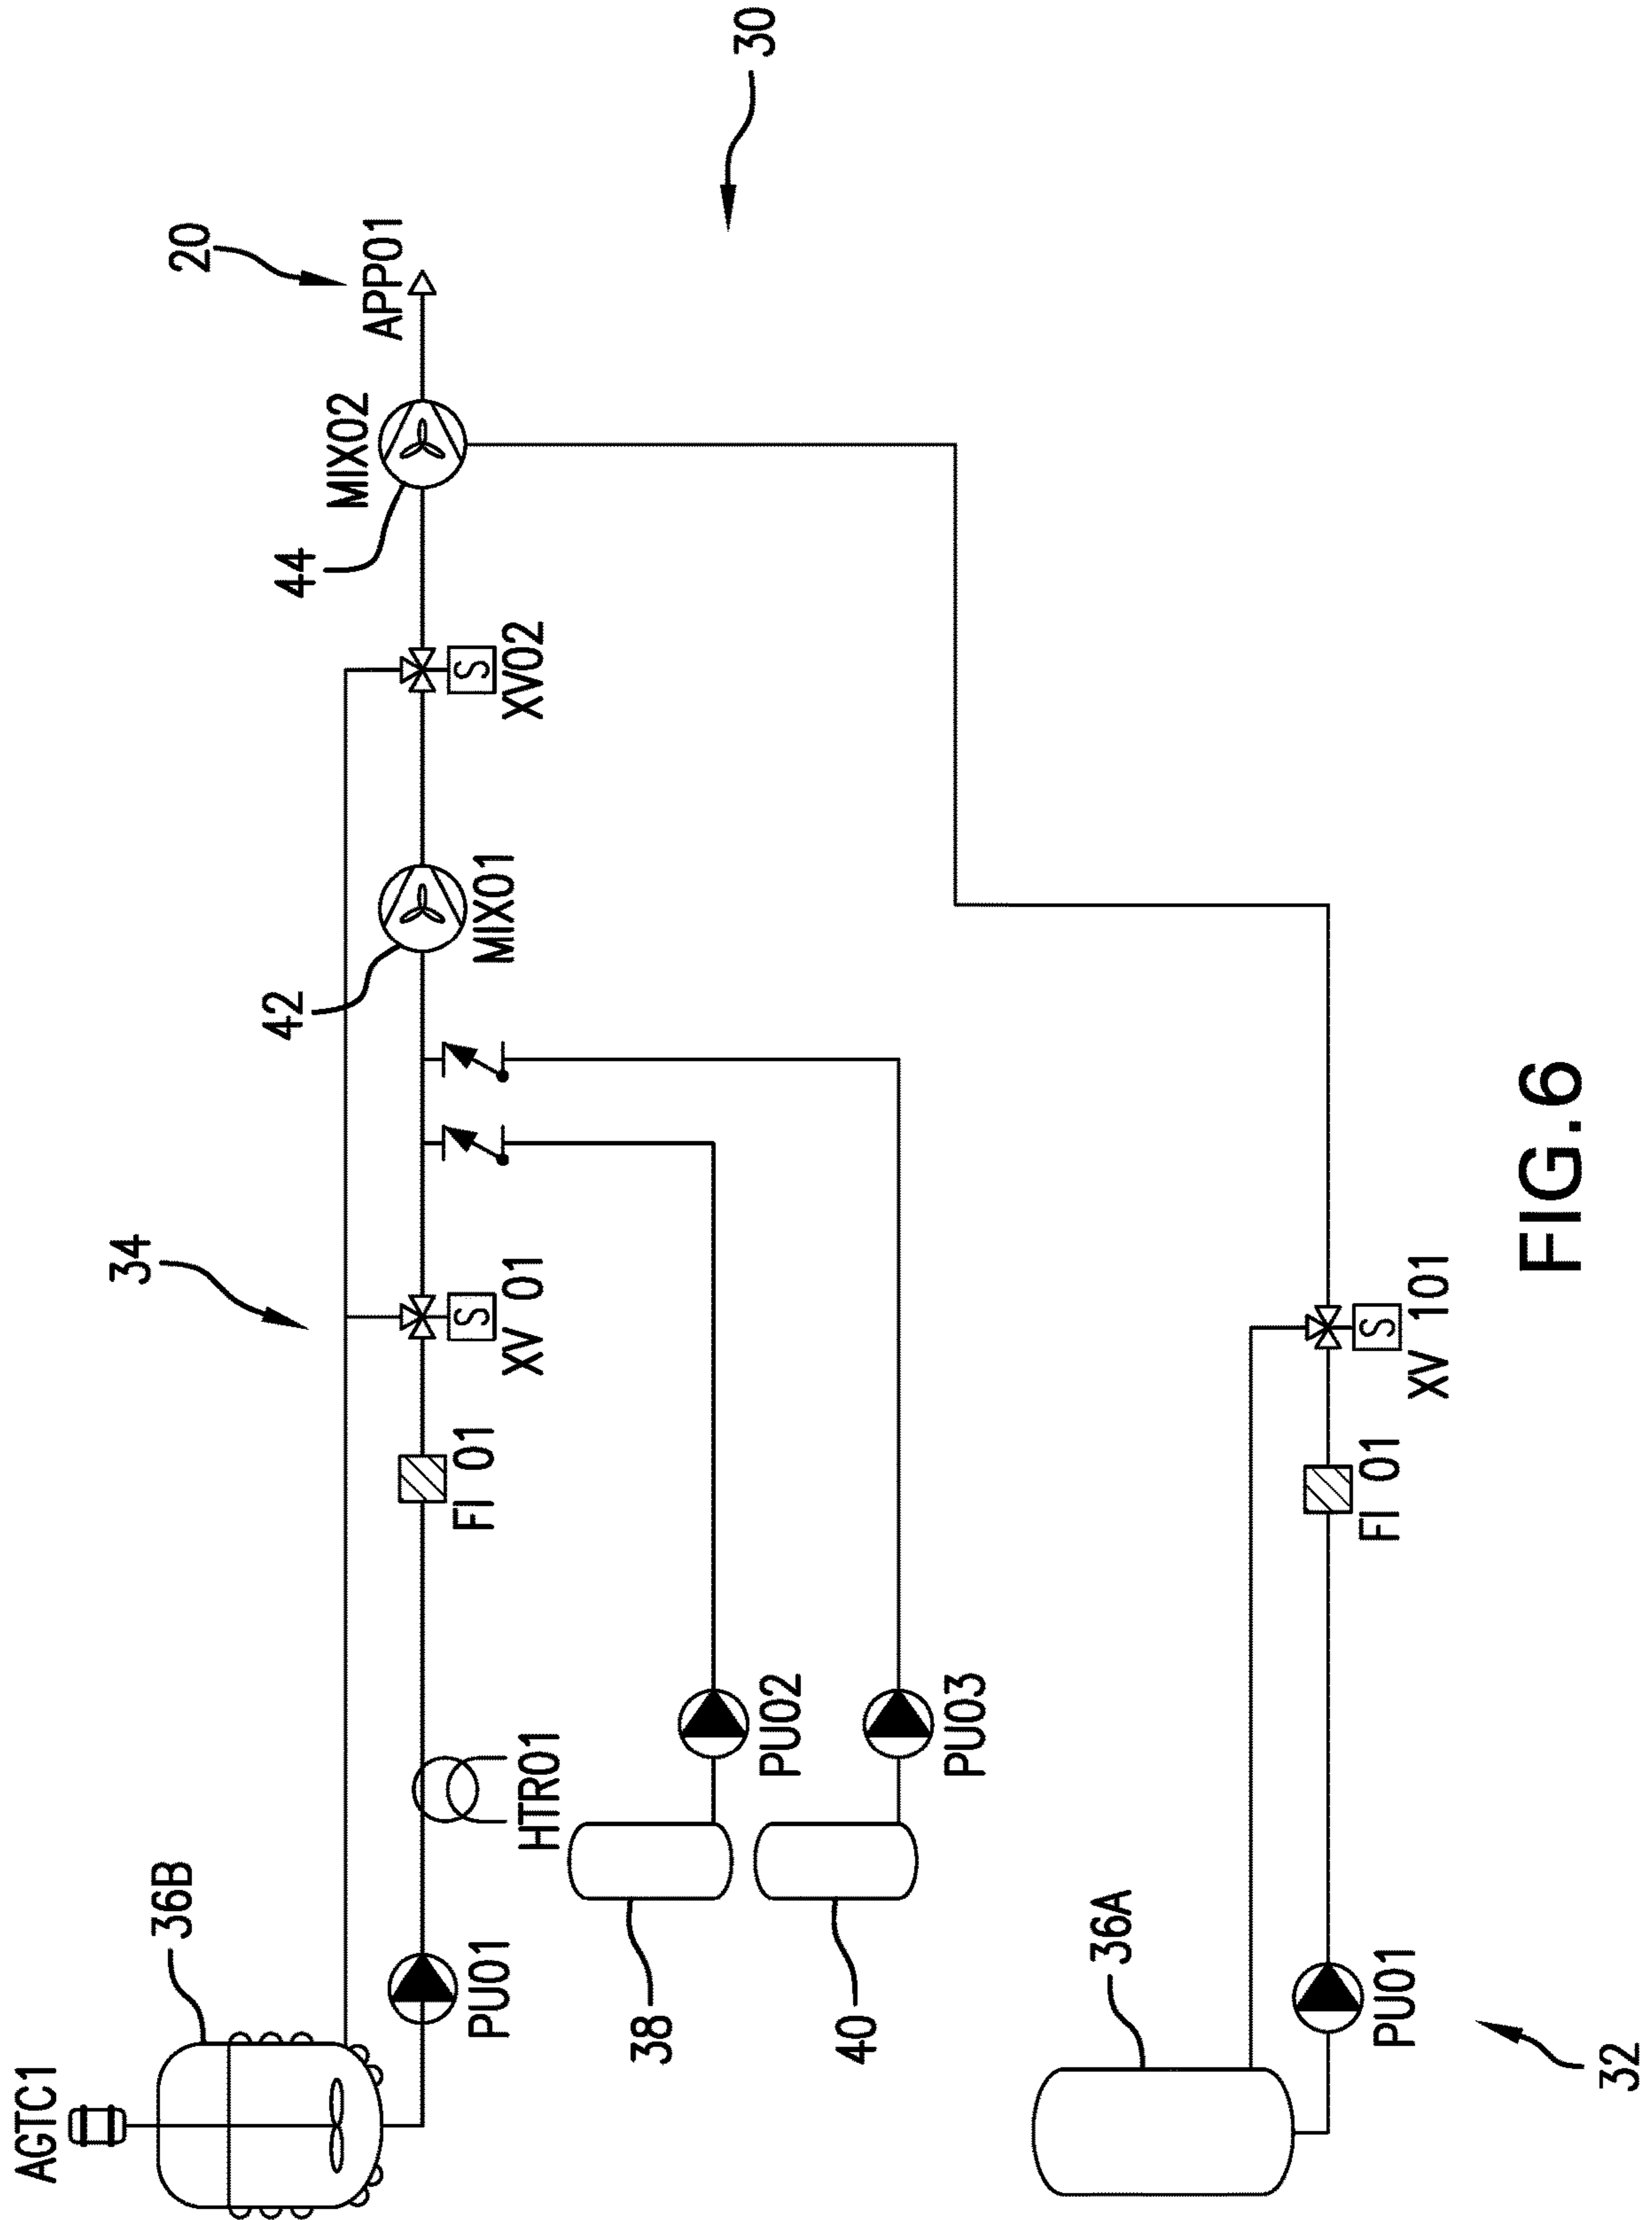 AGTC1
36B
PU01
HTR01
FI 01
34
XV 01
42
MIX01
XV02
44
MIX02
20
APP01
30
38
PU02
40
PU03
36A
PU01
FI 01
XV 101
32
S
S
S
FIG.6